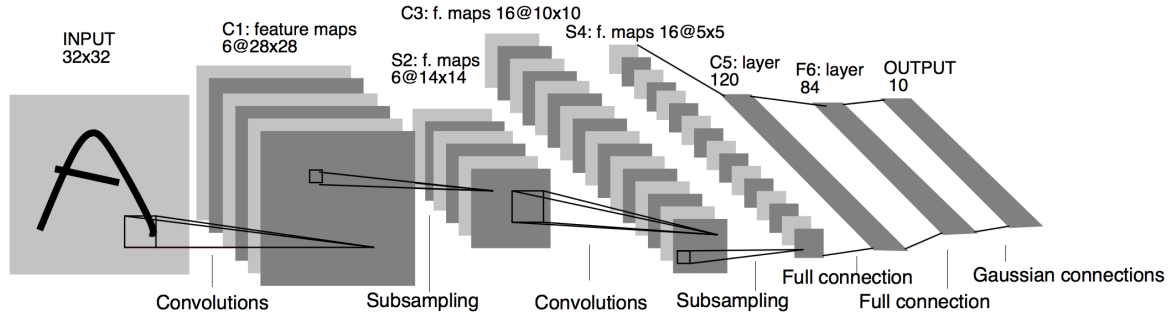 INPUT
32x32
C1: feature maps
6@28x28
S2: f. maps
6@14x14
C3: f. maps 16@10x10
S4: f. maps 16@5x5
C5: layer
120
F6: layer
84
OUTPUT
10
Convolutions
Subsampling
Convolutions
Subsampling
Full connection
Full connection
Gaussian connections